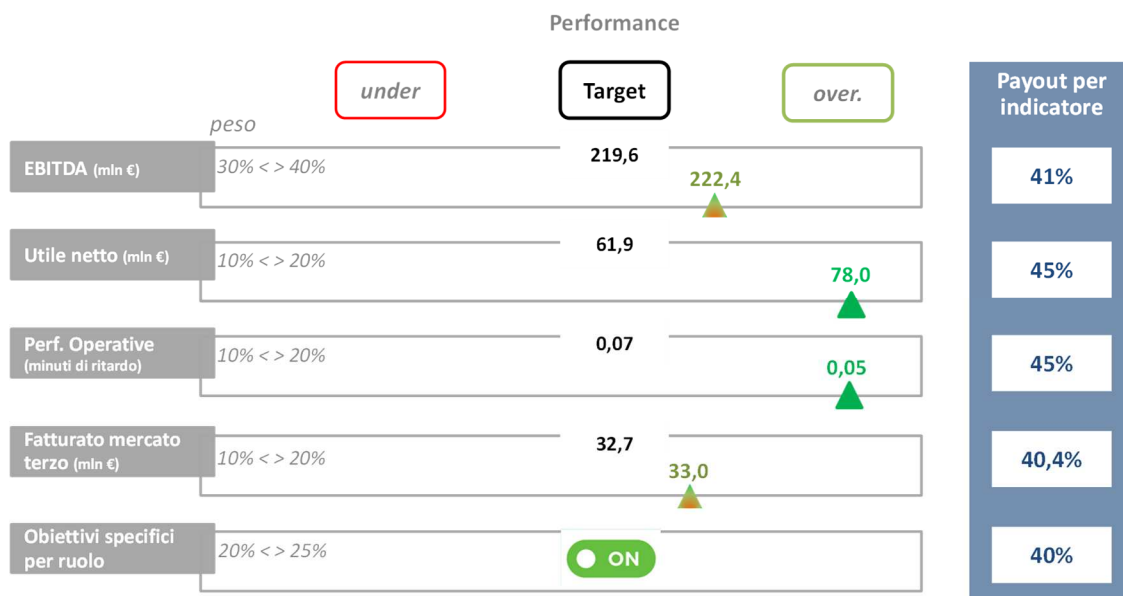 Performance
under
Target
over.
Payout per
indicatore
peso
EBITDA (mln €)
30% < > 40%
219,6
222,4
41%
Utile netto (mln €)
10% < > 20%
61,9
78,0
45%
Perf. Operative
(minuti di ritardo)
10% < > 20%
0,07
0,05
45%
Fatturato mercato
terzo (mln €)
10% < > 20%
32,7
33,0
40,4%
Obiettivi specifici
per ruolo
20% < > 25%
ON
40%